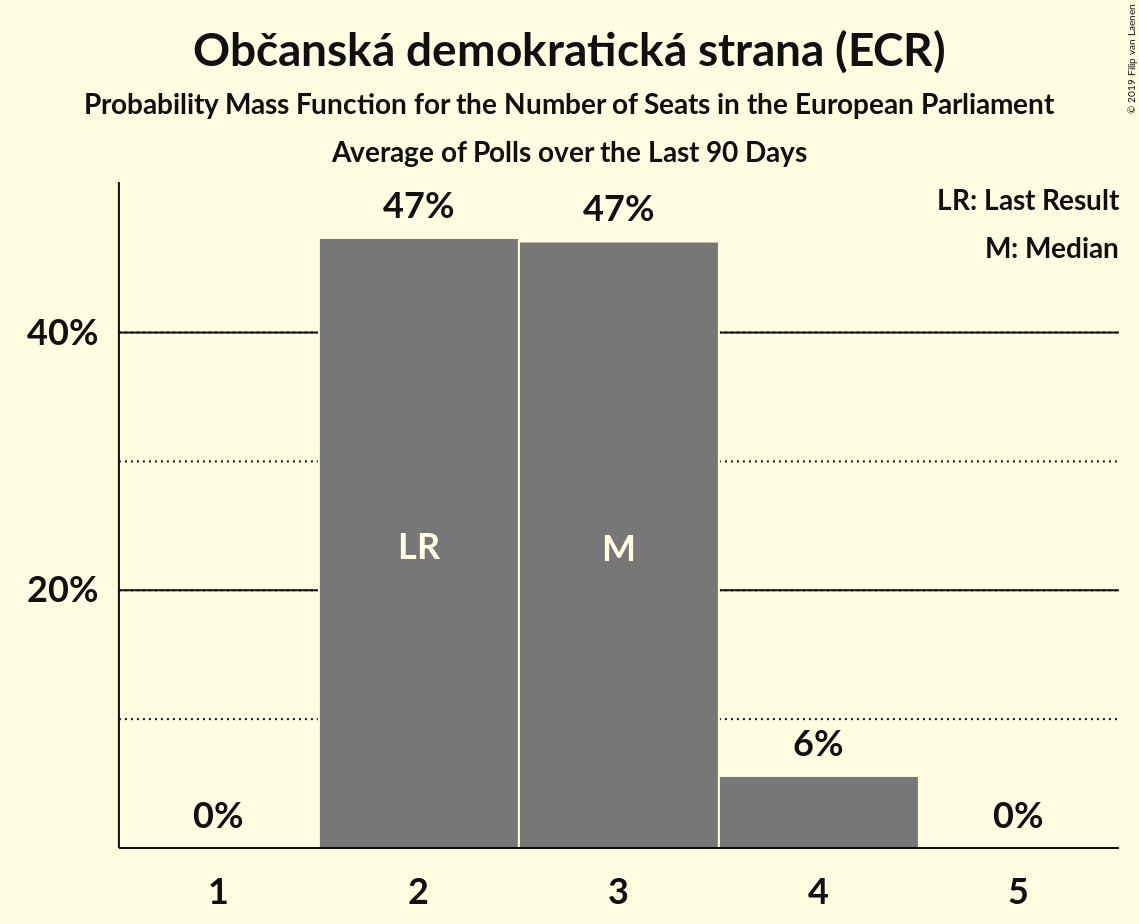 Občanská demokratická strana (ECR)
Probability Mass Function for the Number of Seats in the European Parliament
Average of Polls over the Last 90 Days
© 2019 Filip van Laenen
LR: Last Result
M: Median
47%
47%
40%
LR
M
20%
6%
0%
0%
1
2
3
4
5